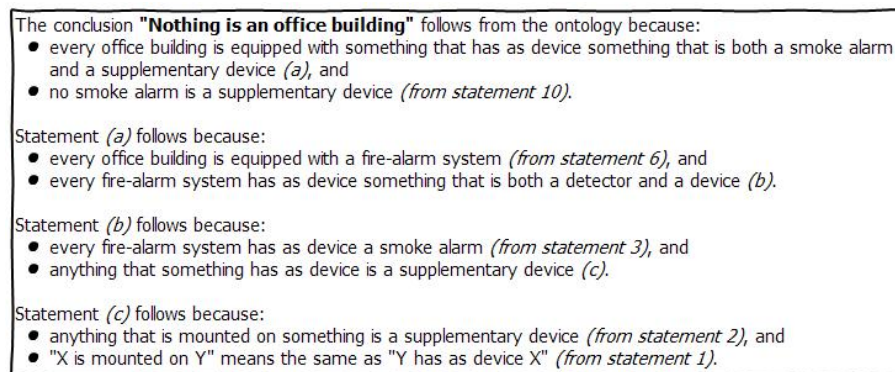 The conclusion "Nothing is an office building" follows from the ontology because:
● every office building is equipped with something that has as device something that is both a smoke alarm
and a supplementary device (a), and
● no smoke alarm is a supplementary device (from statement 10).
Statement (a) follows because:
● every office building is equipped with a fire-alarm system (from statement 6), and
● every fire-alarm system has as device something that is both a detector and a device (b).
Statement (b) follows because:
● every fire-alarm system has as device a smoke alarm (from statement 3), and
● anything that something has as device is a supplementary device (c).
Statement (c) follows because:
● anything that is mounted on something is a supplementary device (from statement 2), and
● "X is mounted on Y" means the same as "Y has as device X" (from statement 1).